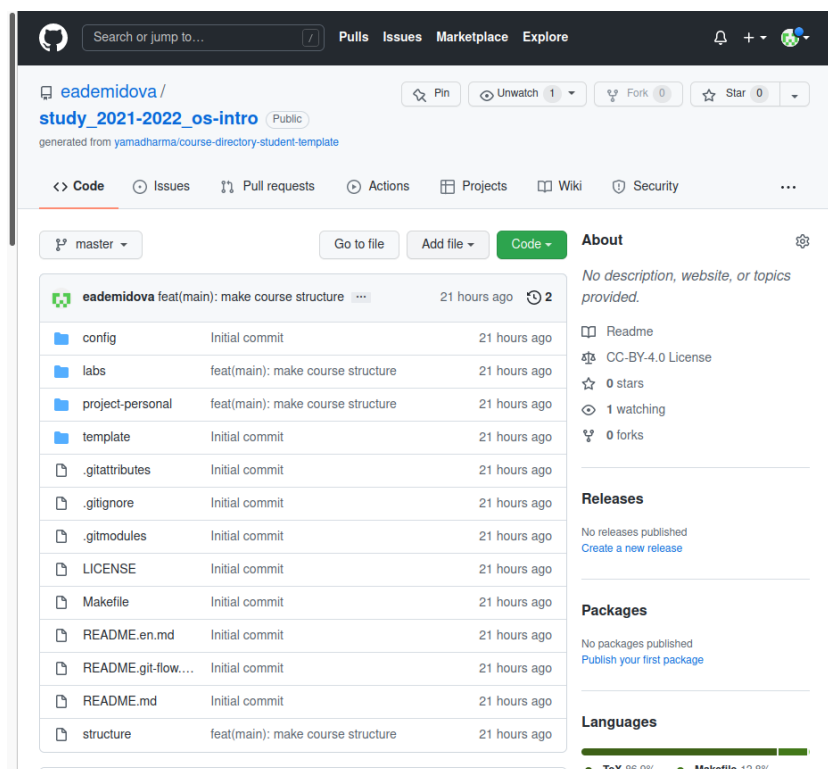 Search or jump to... / Pulls Issues Marketplace Explore
eademidova / Pin Unwatch 1 Fork 0 Star 0
study_2021-2022_os-intro Public
generated from yamadharma/course-directory-student-template
<> Code Issues Pull requests Actions Projects Wiki Security ...
master Go to file Add file Code
eademidova feat(main): make course structure ... 21 hours ago 2
config Initial commit 21 hours ago
labs feat(main): make course structure 21 hours ago
project-personal feat(main): make course structure 21 hours ago
template Initial commit 21 hours ago
.gitattributes Initial commit 21 hours ago
.gitignore Initial commit 21 hours ago
.gitmodules Initial commit 21 hours ago
LICENSE Initial commit 21 hours ago
Makefile Initial commit 21 hours ago
README.en.md Initial commit 21 hours ago
README.git-flow.... Initial commit 21 hours ago
README.md Initial commit 21 hours ago
structure feat(main): make course structure 21 hours ago
About
No description, website, or topics
provided.
Readme
CC-BY-4.0 License
0 stars
1 watching
0 forks
Releases
No releases published
Create a new release
Packages
No packages published
Publish your first package
Languages
TeX 86.9% Makefile 12.8%